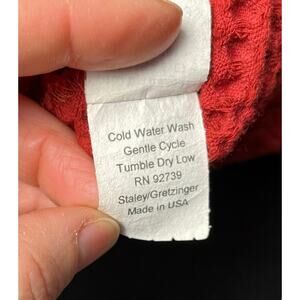 Cold Water Wash
Gentle Cycle
Tumble Dry Low
RN 92739
Staley/Gretzinger
Made in USA